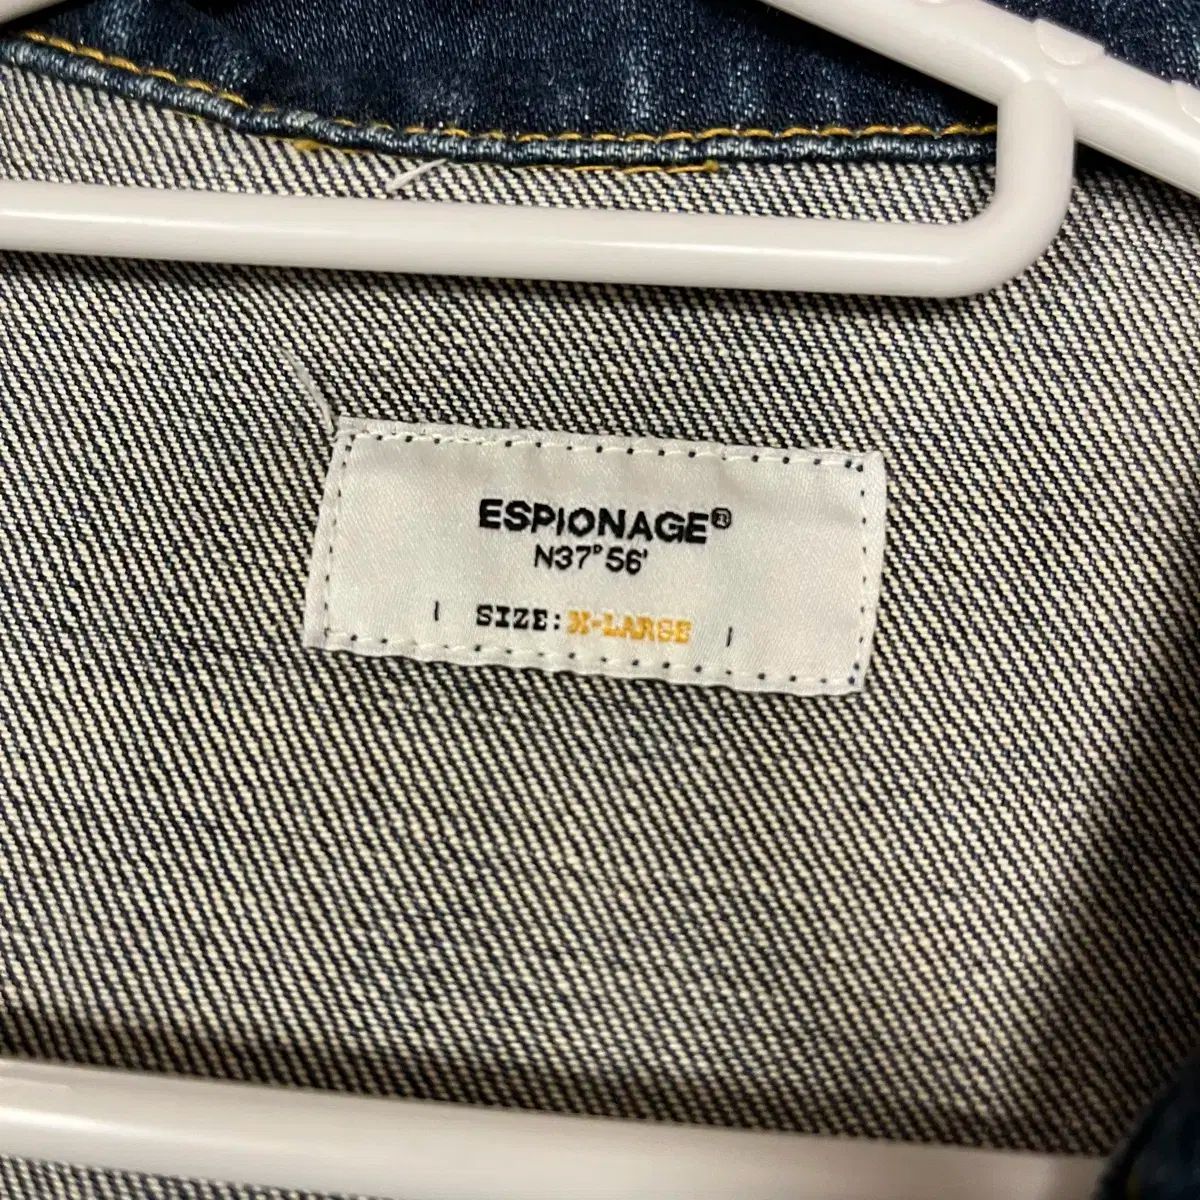 ESPIONAGE®
N37°56'
SIZE: X-LARGE